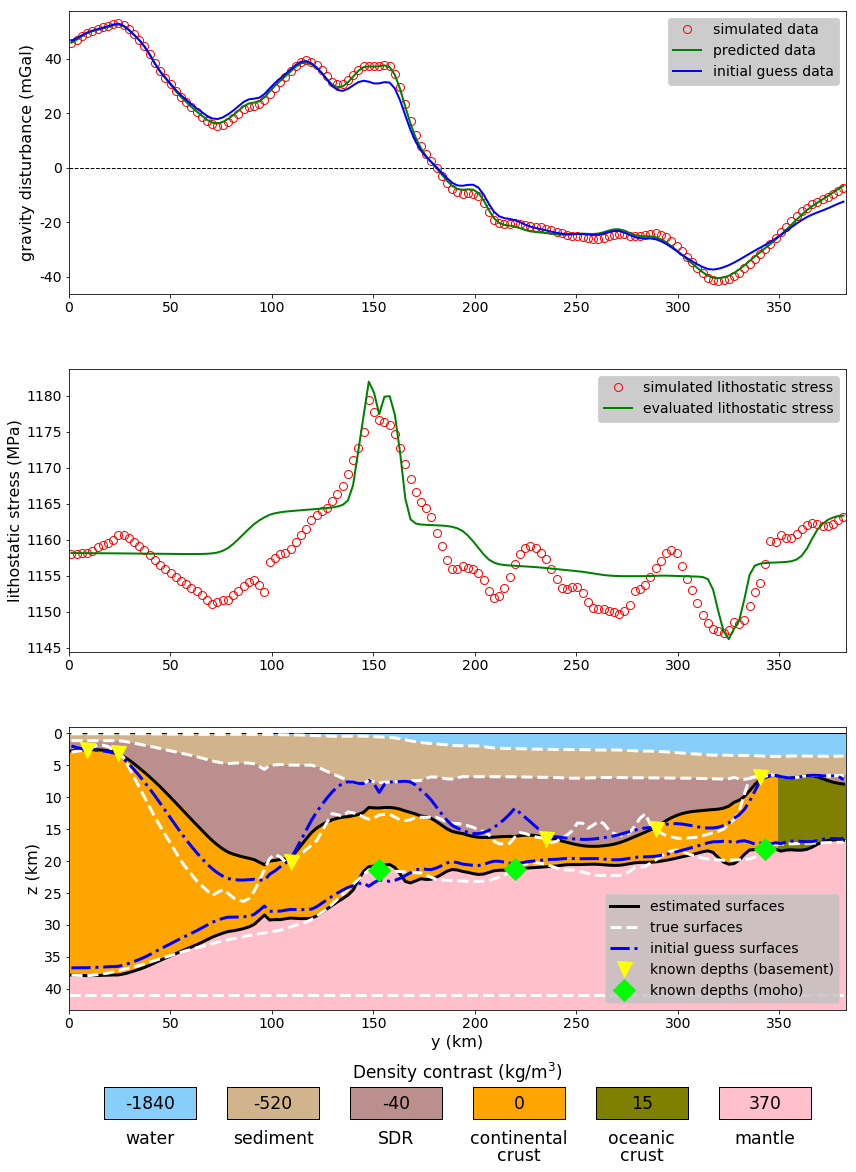 gravity disturbance (mGal)
40
20
0
-20
-40
simulated data
predicted data
initial guess data
0 50 100 150 200 250 300 350
lithostatic stress (MPa)
1180
1175
1170
1165
1160
1155
1150
1145
simulated lithostatic stress
evaluated lithostatic stress
0 50 100 150 200 250 300 350
z (km)
0
5
10
15
20
25
30
35
40
estimated surfaces
true surfaces
initial guess surfaces
known depths (basement)
known depths (moho)
0 50 100 150 200 250 300 350
y (km)
Density contrast (kg/m³)
-1840 -520 -40 0 15 370
water sediment SDR continental oceanic mantle
crust crust